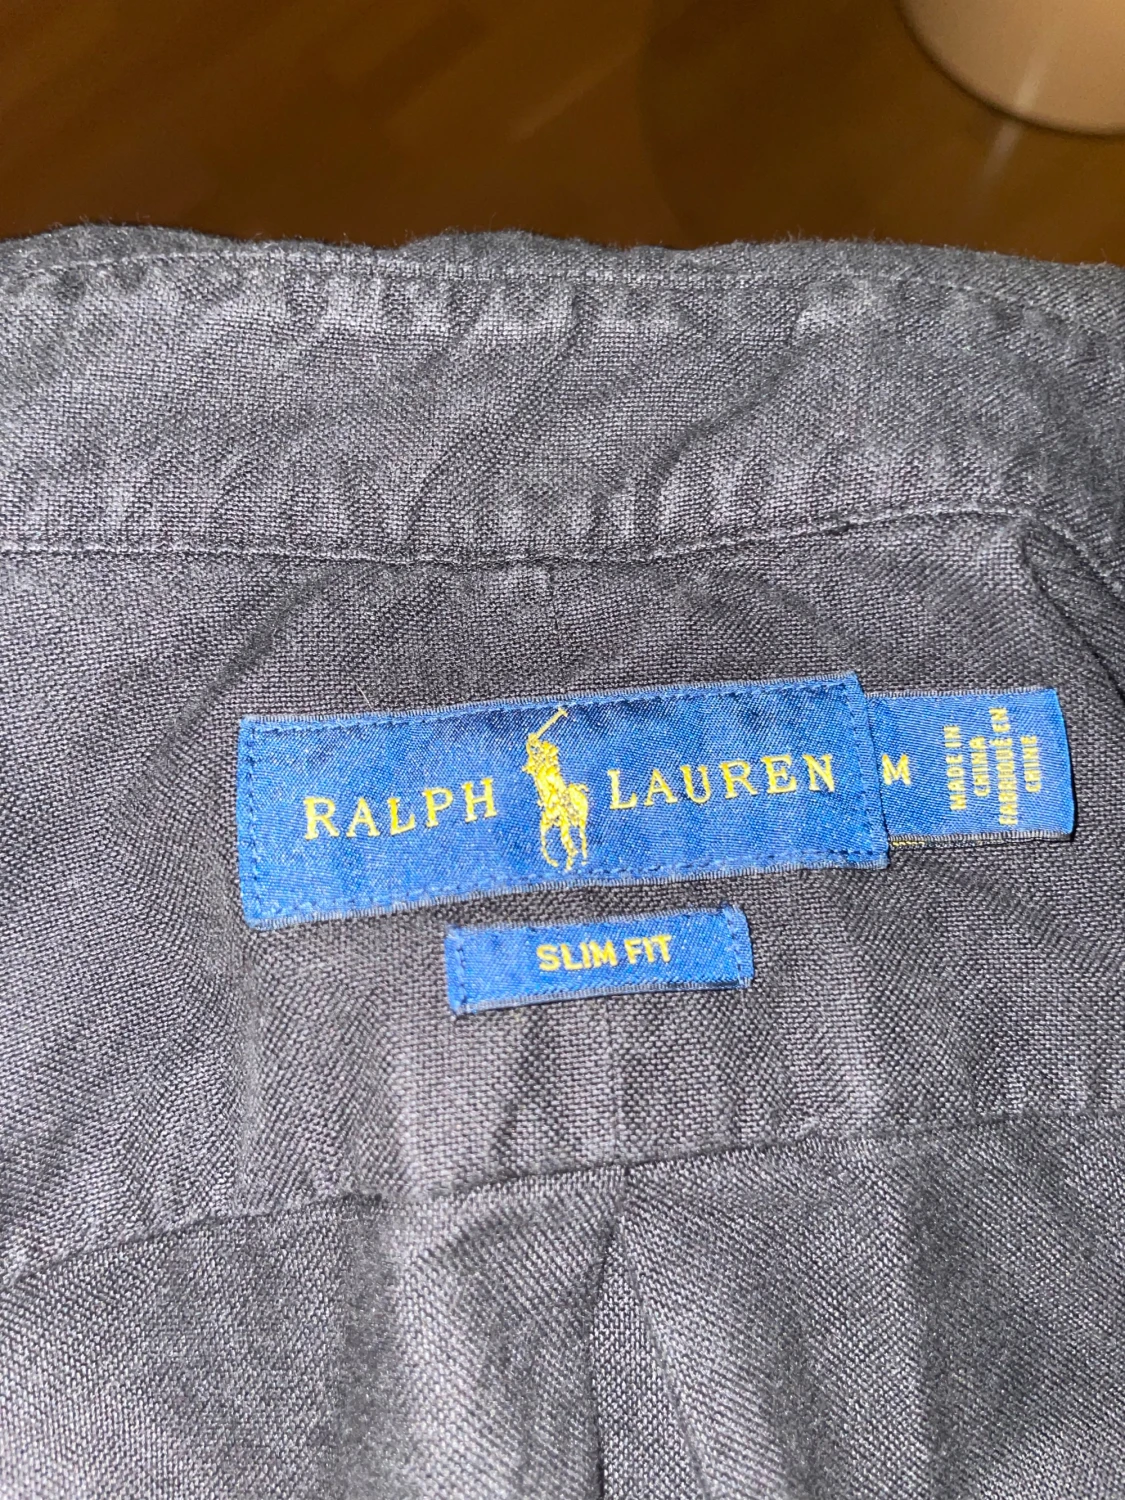 RALPH LAUREN
M
MADE IN
CHINA
FABRIQUÉ EN
CHINE
SLIM FIT